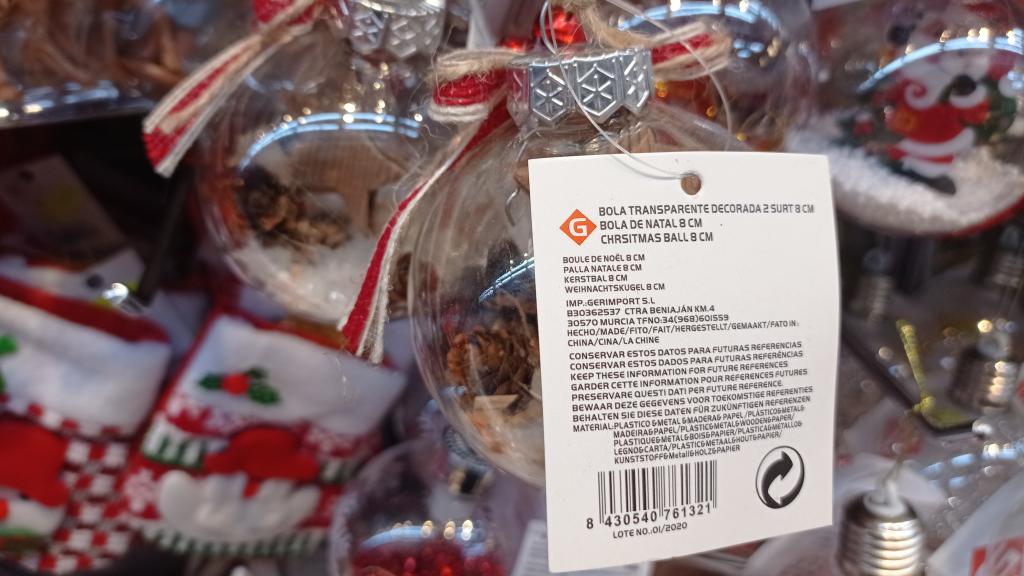 G
BOLA TRANSPARENTE DECORADA 2 SURT 8 CM
BOLA DE NATAL 8 CM
CHRSITMAS BALL 8 CM
BOULE DE NOËL 8 CM
PALLA NATALE 8 CM
KERSTBAL 8 CM
WEIHNACHTSKUGEL 8 CM
IMP.:GERIMPORT S.L
B30362537 CTRA BENIAJÁN KM.4
30570 MURCIA TFNO:34(968)601559
HECHO/MADE/FITO/FAIT/HERGESTELLT/GEMAAKT/FATO IN:
CHINA/CINA/LA CHINE
CONSERVAR ESTOS DATOS PARA FUTURAS REFERENCIAS
CONSERVAR ESTOS DADOS PARA FUTURAS REFERÊNCIAS
KEEP THESE INFORMATION FOR FUTURE REFERENCES
GARDER CETTE INFORMATION POUR REFERENCES FUTURES
PRESERVARE QUESTI DATI PER FUTURE REFERENCE.
BEWAAR DEZE GEGEVENS VOOR TOEKOMSTIGE REFERENTIES
BEHALTEN SIE DIESE DATEN FÜR ZUKÜNFTIGEN REFERENZEN
MATERIAL:PLASTICO & METAL &MADERA& PAPEL /PLASTICO&METAL&
MADEIRA&PAPEL/PLASTIC&METAL&WOODEN&PAPER/
PLASTIQUE&METAL&BOIS&PAPIER/PLASTIC&METALLO&
LEGNO&CARTA/PLASTIC&METAAL&HOUT&PAPIER/
KUNSTSTOFF&Metall&HOLZ&PAPIER
8 430540 761321
LOTE NO.:01/2020